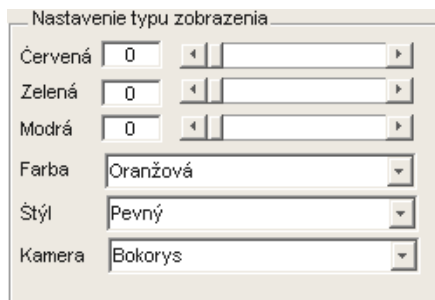 Nastavenie typu zobrazenia
Červená 0
Zelená 0
Modrá 0
Farba Oranžová
Štýl Pevný
Kamera Bokorys